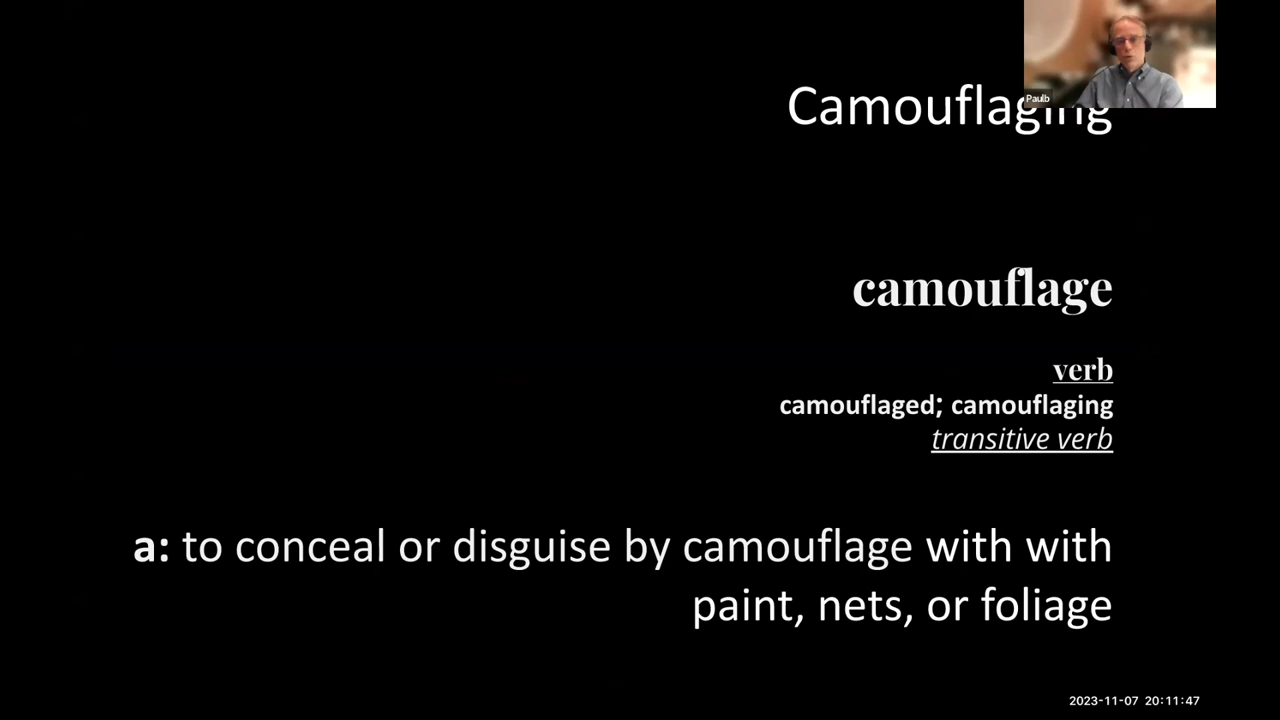 Paulb
Camouflaging
camouflage
verb
camouflaged; camouflaging
transitive verb
a: to conceal or disguise by camouflage with with
paint, nets, or foliage
2023-11-07 20:11:47